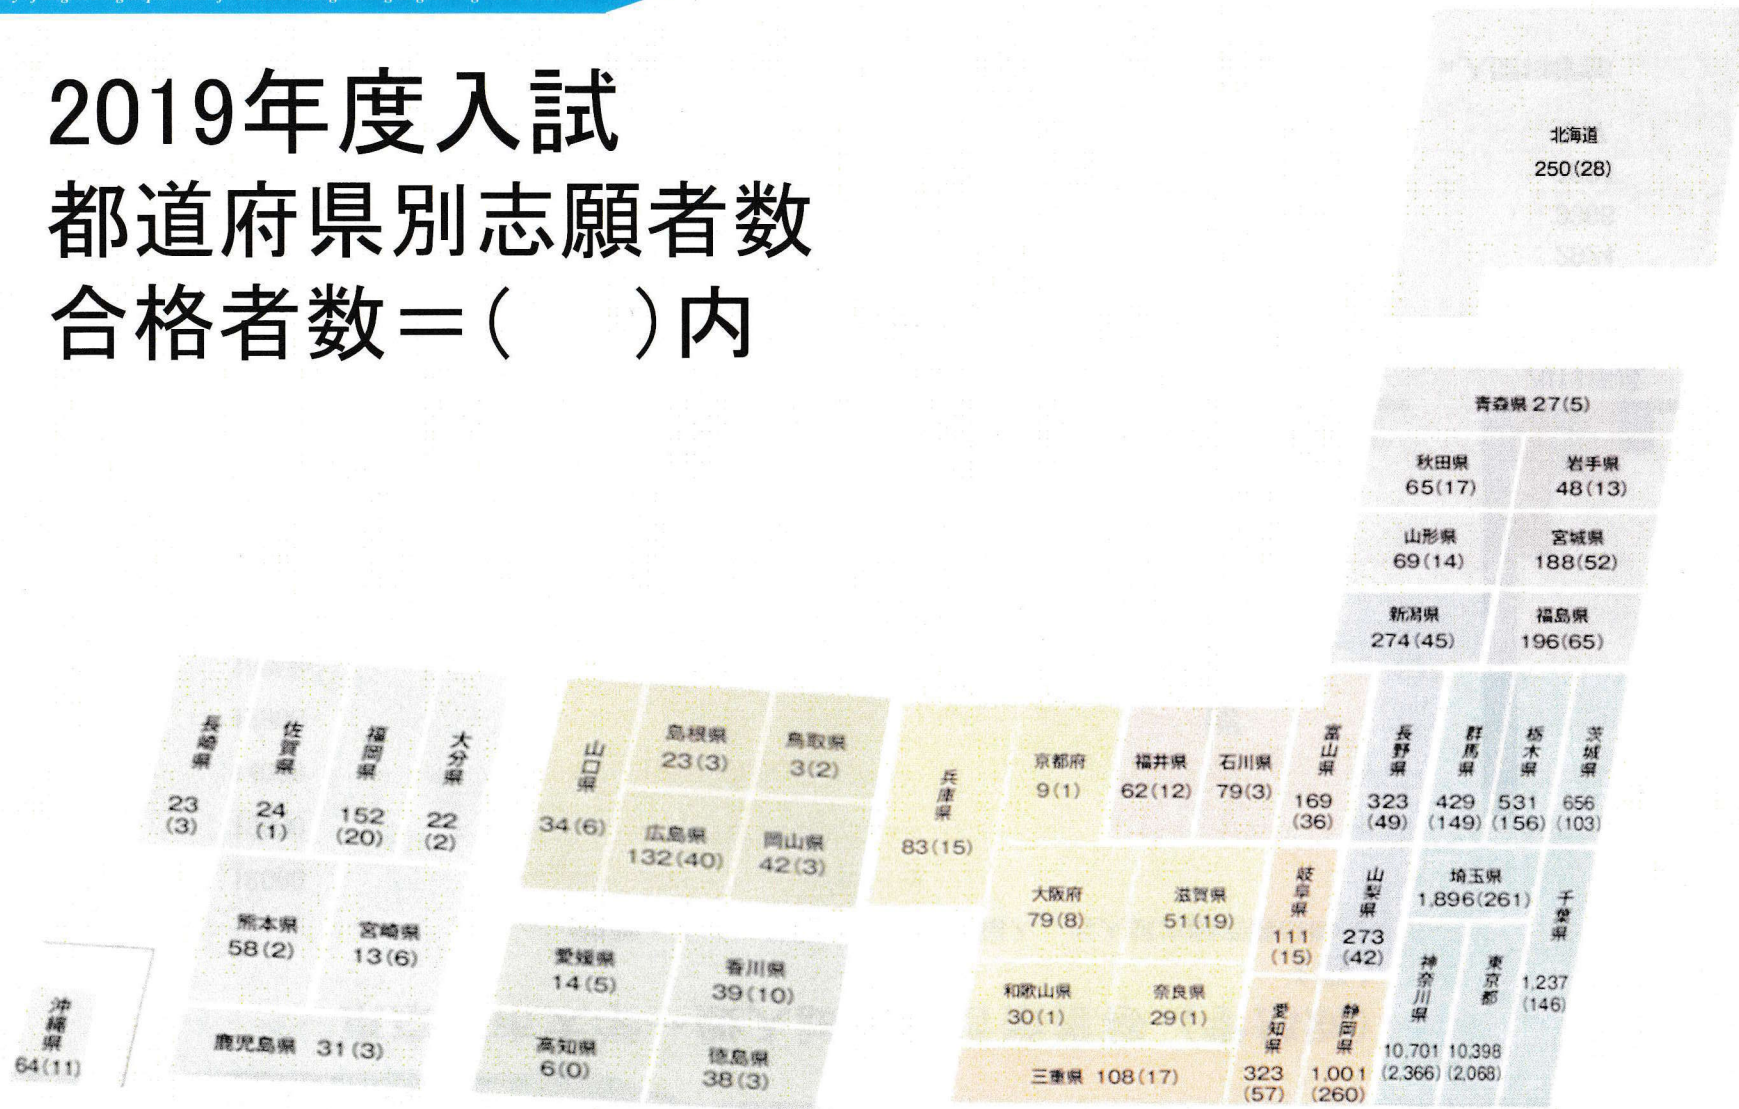 2019年度入試
都道府県別志願者数
合格者数＝(　　)内
北海道
250(28)
青森県 27(5)
秋田県
65(17)
岩手県
48(13)
山形県
69(14)
宮城県
188(52)
新潟県
274(45)
福島県
196(65)
長崎県
23
(3)
佐賀県
24
(1)
福岡県
152
(20)
大分県
22
(2)
熊本県
58(2)
宮崎県
13(6)
鹿児島県 31(3)
沖縄県
64(11)
山口県
34(6)
島根県
23(3)
鳥取県
3(2)
広島県
132(40)
岡山県
42(3)
愛媛県
14(5)
香川県
39(10)
高知県
6(0)
徳島県
38(3)
兵庫県
83(15)
京都府
9(1)
福井県
62(12)
石川県
79(3)
富山県
169
(36)
長野県
323
(49)
群馬県
429
(149)
栃木県
531
(156)
茨城県
656
(103)
大阪府
79(8)
滋賀県
51(19)
岐阜県
111
(15)
山梨県
273
(42)
埼玉県
1,896(261)
千葉県
1,237
(146)
和歌山県
30(1)
奈良県
29(1)
三重県 108(17)
愛知県
323
(57)
静岡県
1,001
(260)
神奈川県
10,701
(2,366)
東京都
10,398
(2,068)